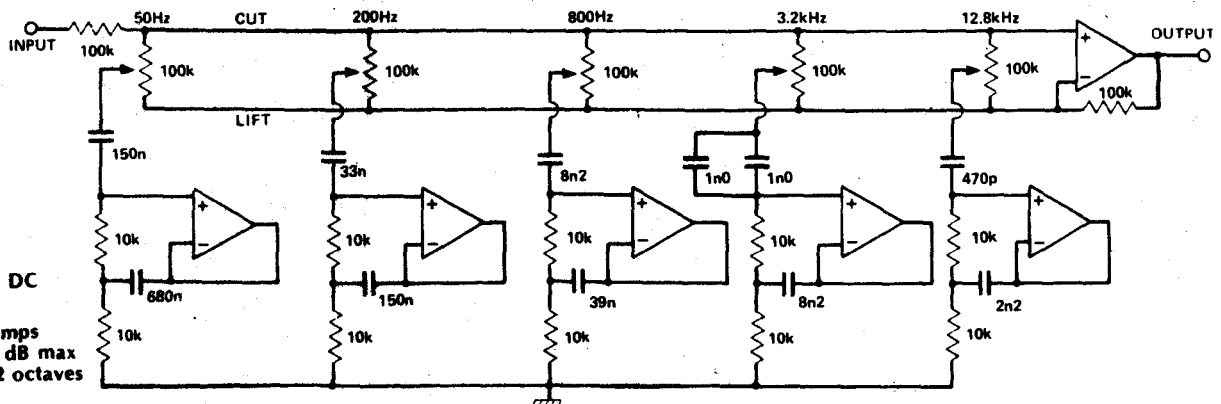 50Hz CUT 200Hz 800Hz 3.2kHz 12.8kHz
INPUT
OUTPUT
100k
100k 100k 100k 100k 100k
100k
LIFT
150n 33n 8n2 1n0 1n0 470p
+ + + + + +
− − − − − −
10k 10k 10k 10k 10k
DC
680n 150n 39n 8n2 2n2
10k 10k 10k 10k 10k
mps
dB max
2 octaves